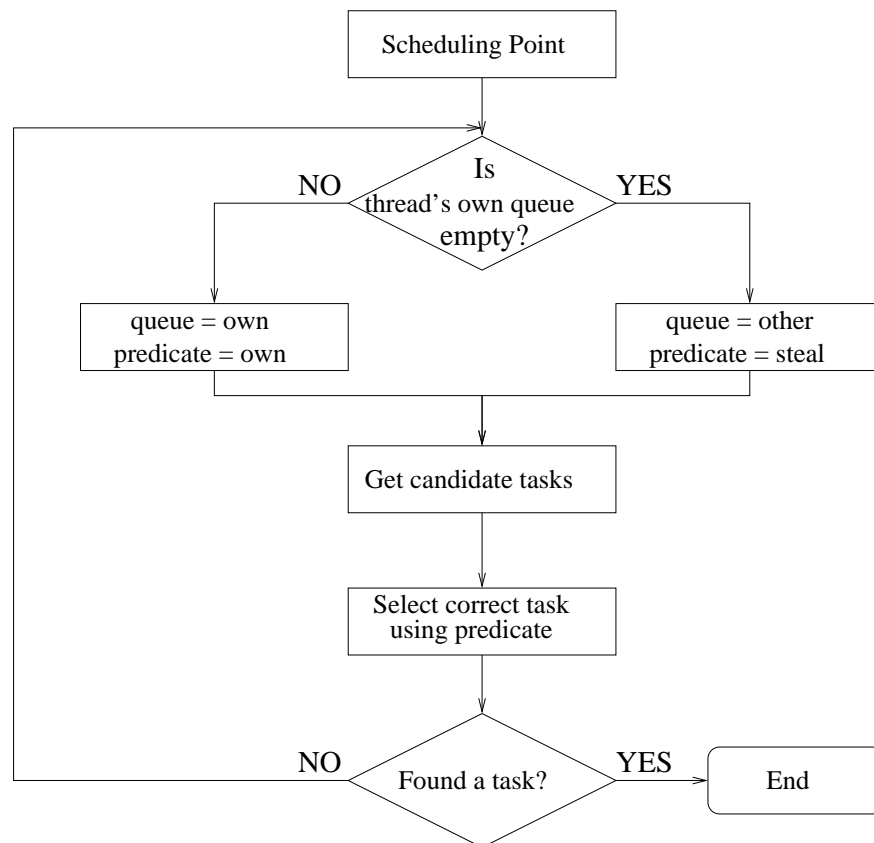 Scheduling Point
Is
NO
YES
thread's own queue
empty?
queue = own
predicate = own
queue = other
predicate = steal
Get candidate tasks
Select correct task
using predicate
NO
YES
Found a task?
End